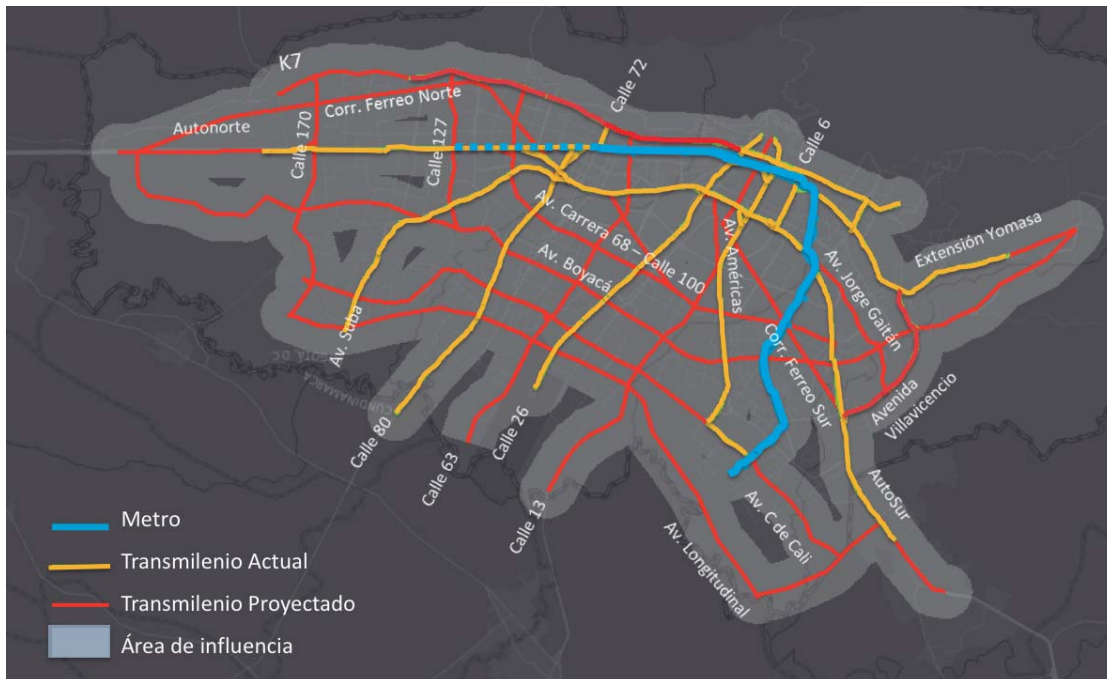 K7
Calle 72
Corr. Ferreo Norte
Autonorte
Calle 170
Calle 127
Calle 6
Av. Carrera 68 – Calle 100
Av. Boyacá
Av. Américas
Av. Jorge Gaitán
Extensión Yomasa
Av. Suba
Corr. Ferreo Sur
Avenida
Villavicencio
BOGOTÁ D.C.
CUNDINAMARCA
Calle 80
Calle 63
Calle 26
Calle 13
AutoSur
Av. C de Cali
Av. Longitudinal
Metro
Transmilenio Actual
Transmilenio Proyectado
Área de influencia